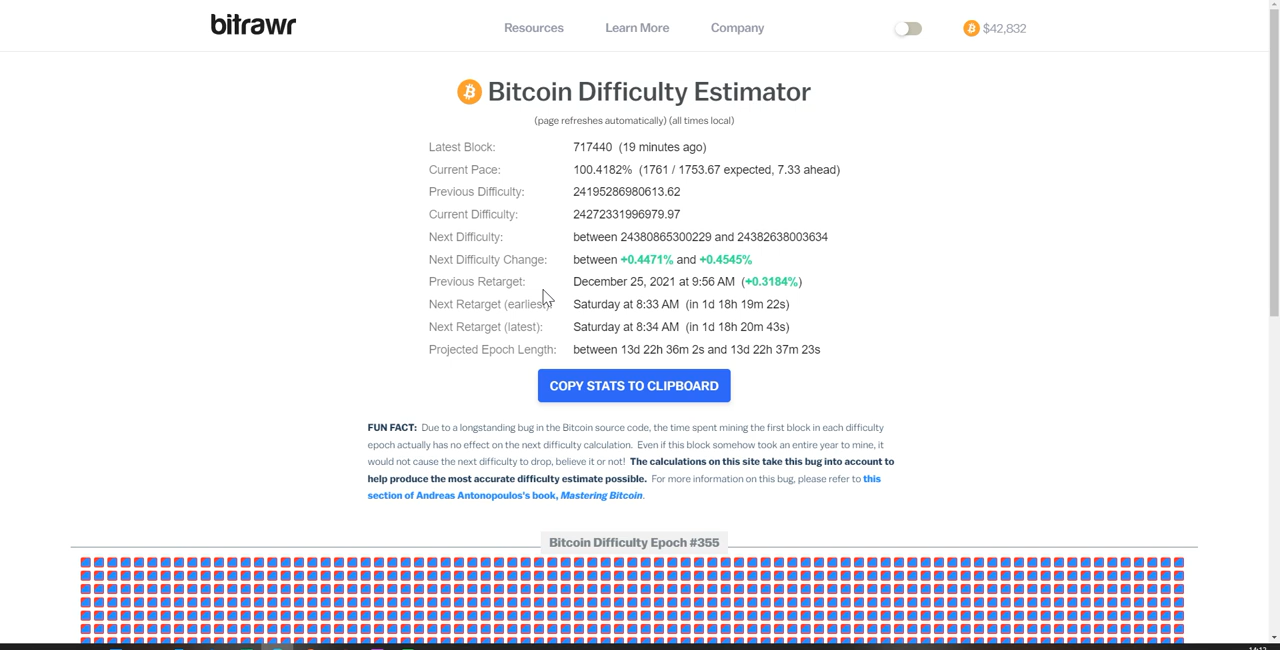 bitrawr
Resources Learn More Company
$42,832
Bitcoin Difficulty Estimator
(page refreshes automatically) (all times local)
Latest Block: 717440 (19 minutes ago)
Current Pace: 100.4182% (1761 / 1753.67 expected, 7.33 ahead)
Previous Difficulty: 24195286980613.62
Current Difficulty: 24272331996979.97
Next Difficulty: between 24380865300229 and 24382638003634
Next Difficulty Change: between +0.4471% and +0.4545%
Previous Retarget: December 25, 2021 at 9:56 AM (+0.3184%)
Next Retarget (earliest): Saturday at 8:33 AM (in 1d 18h 19m 22s)
Next Retarget (latest): Saturday at 8:34 AM (in 1d 18h 20m 43s)
Projected Epoch Length: between 13d 22h 36m 2s and 13d 22h 37m 23s
COPY STATS TO CLIPBOARD
FUN FACT: Due to a longstanding bug in the Bitcoin source code, the time spent mining the first block in each difficulty
epoch actually has no effect on the next difficulty calculation. Even if this block somehow took an entire year to mine, it
would not cause the next difficulty to drop, believe it or not! The calculations on this site take this bug into account to
help produce the most accurate difficulty estimate possible. For more information on this bug, please refer to this
section of Andreas Antonopoulos's book, Mastering Bitcoin.
Bitcoin Difficulty Epoch #355